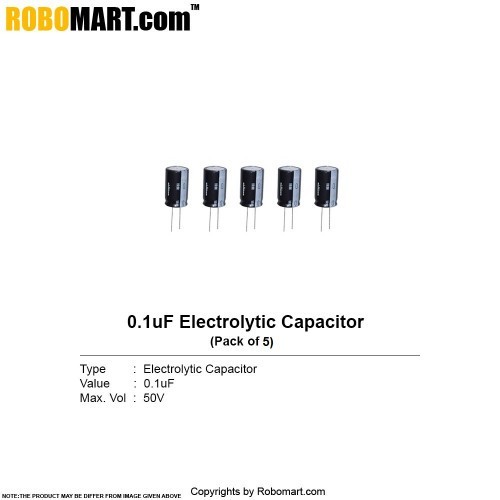 ROBOMART.com™
0.1uF Electrolytic Capacitor
(Pack of 5)
Type : Electrolytic Capacitor
Value : 0.1uF
Max. Vol : 50V
NOTE:THE PRODUCT MAY BE DIFFER FROM IMAGE GIVEN ABOVE
Copyrights by Robomart.com